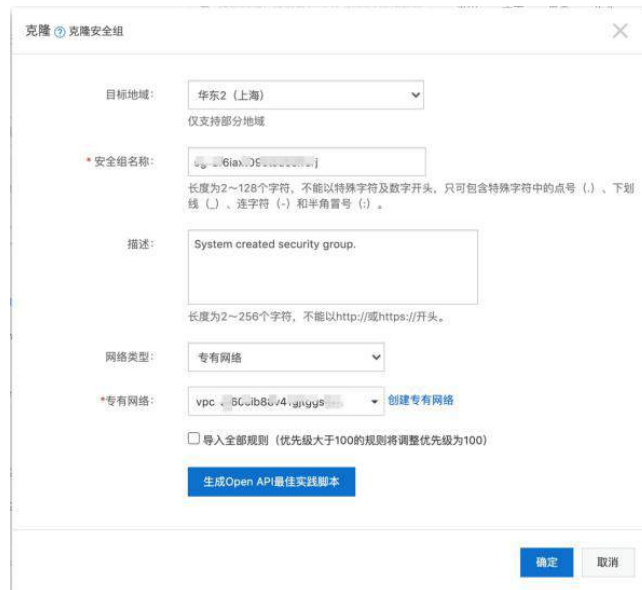 克隆 ? 克隆安全组
目标地域：
华东2（上海）
仅支持部分地域
* 安全组名称：
长度为2～128个字符，不能以特殊字符及数字开头，只可包含特殊字符中的点号（.）、下划
线（_）、连字符（-）和半角冒号（:）。
描述：
System created security group.
长度为2～256个字符，不能以http://或https://开头。
网络类型：
专有网络
*专有网络：
创建专有网络
导入全部规则（优先级大于100的规则将调整优先级为100）
生成Open API最佳实践脚本
确定
取消